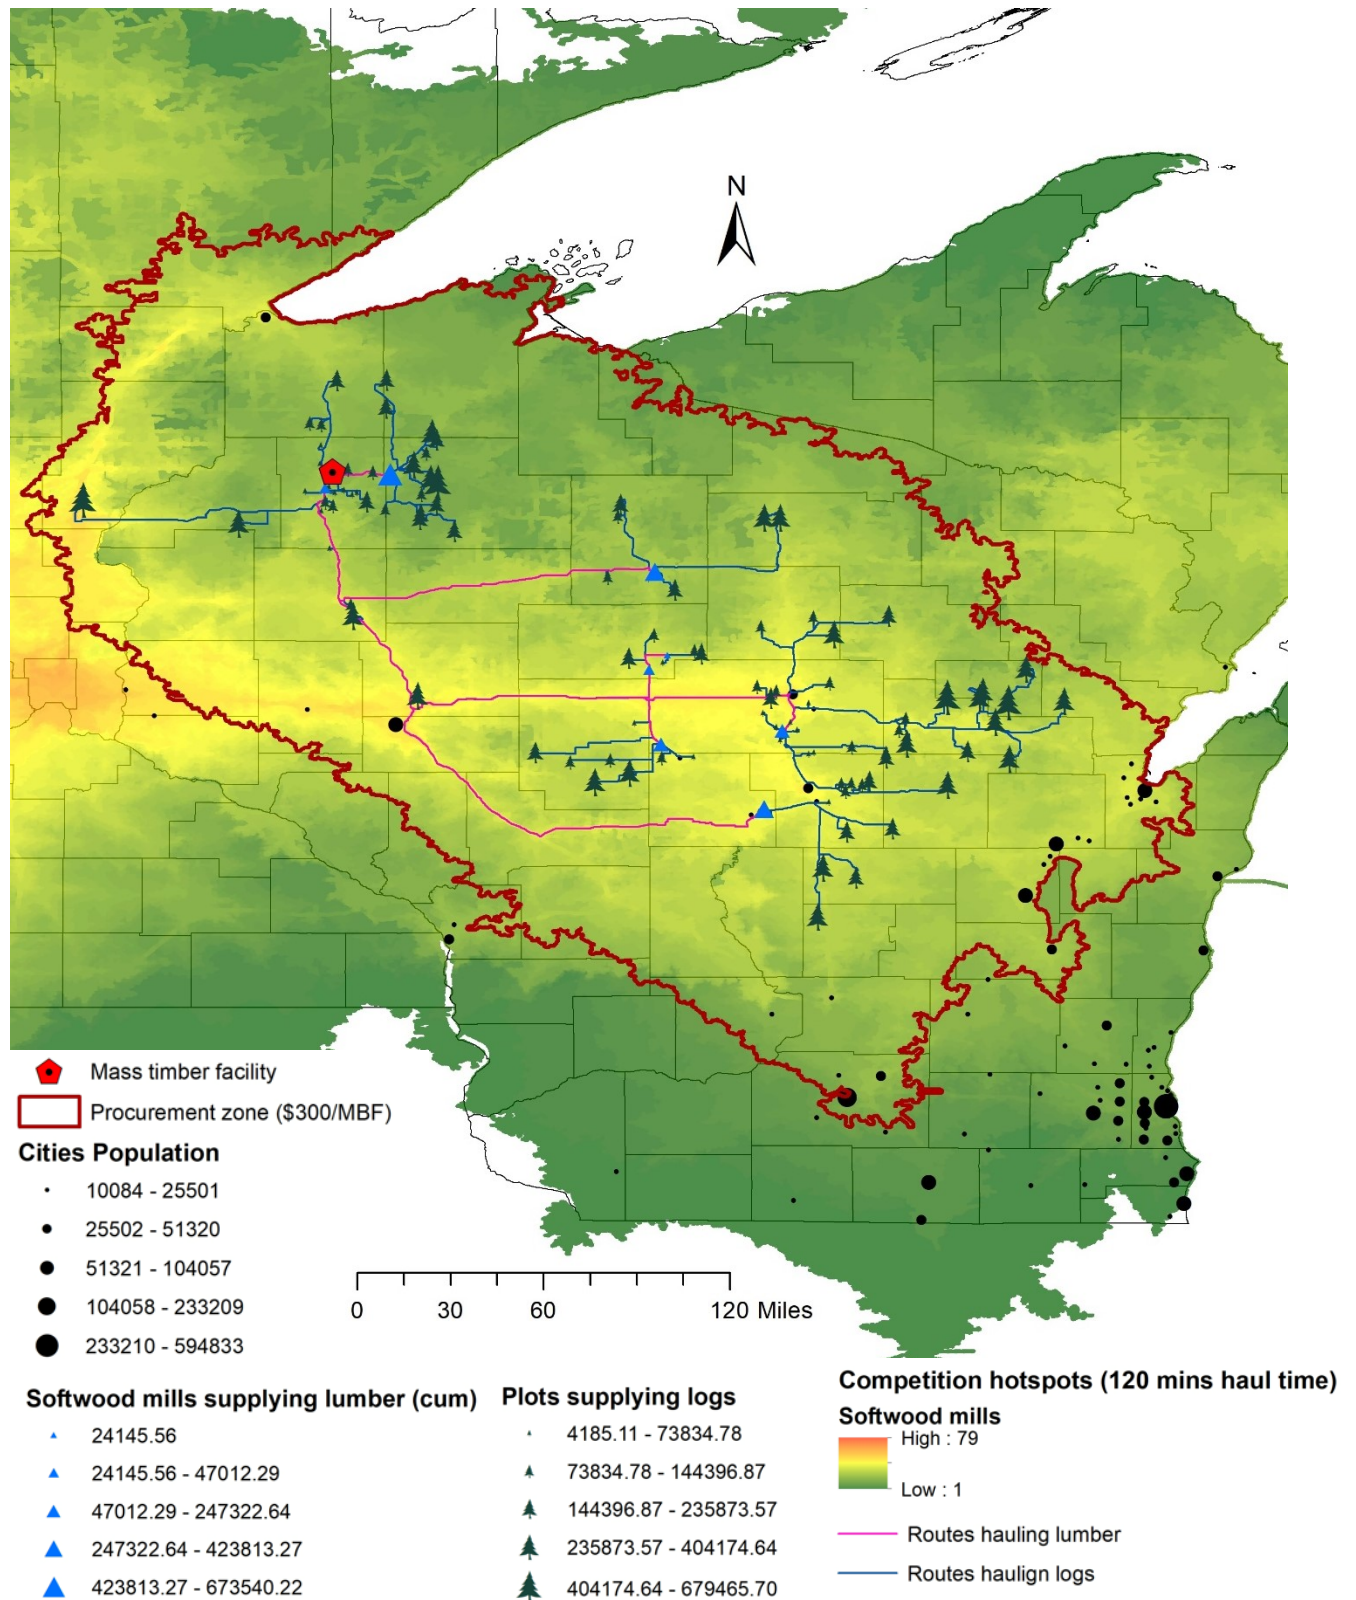 N
Mass timber facility
Procurement zone ($300/MBF)
Cities Population
10084 - 25501
25502 - 51320
51321 - 104057
104058 - 233209
233210 - 594833
0 30 60 120 Miles
Softwood mills supplying lumber (cum)
24145.56
24145.56 - 47012.29
47012.29 - 247322.64
247322.64 - 423813.27
423813.27 - 673540.22
Plots supplying logs
4185.11 - 73834.78
73834.78 - 144396.87
144396.87 - 235873.57
235873.57 - 404174.64
404174.64 - 679465.70
Competition hotspots (120 mins haul time)
Softwood mills
High : 79
Low : 1
Routes hauling lumber
Routes haulign logs